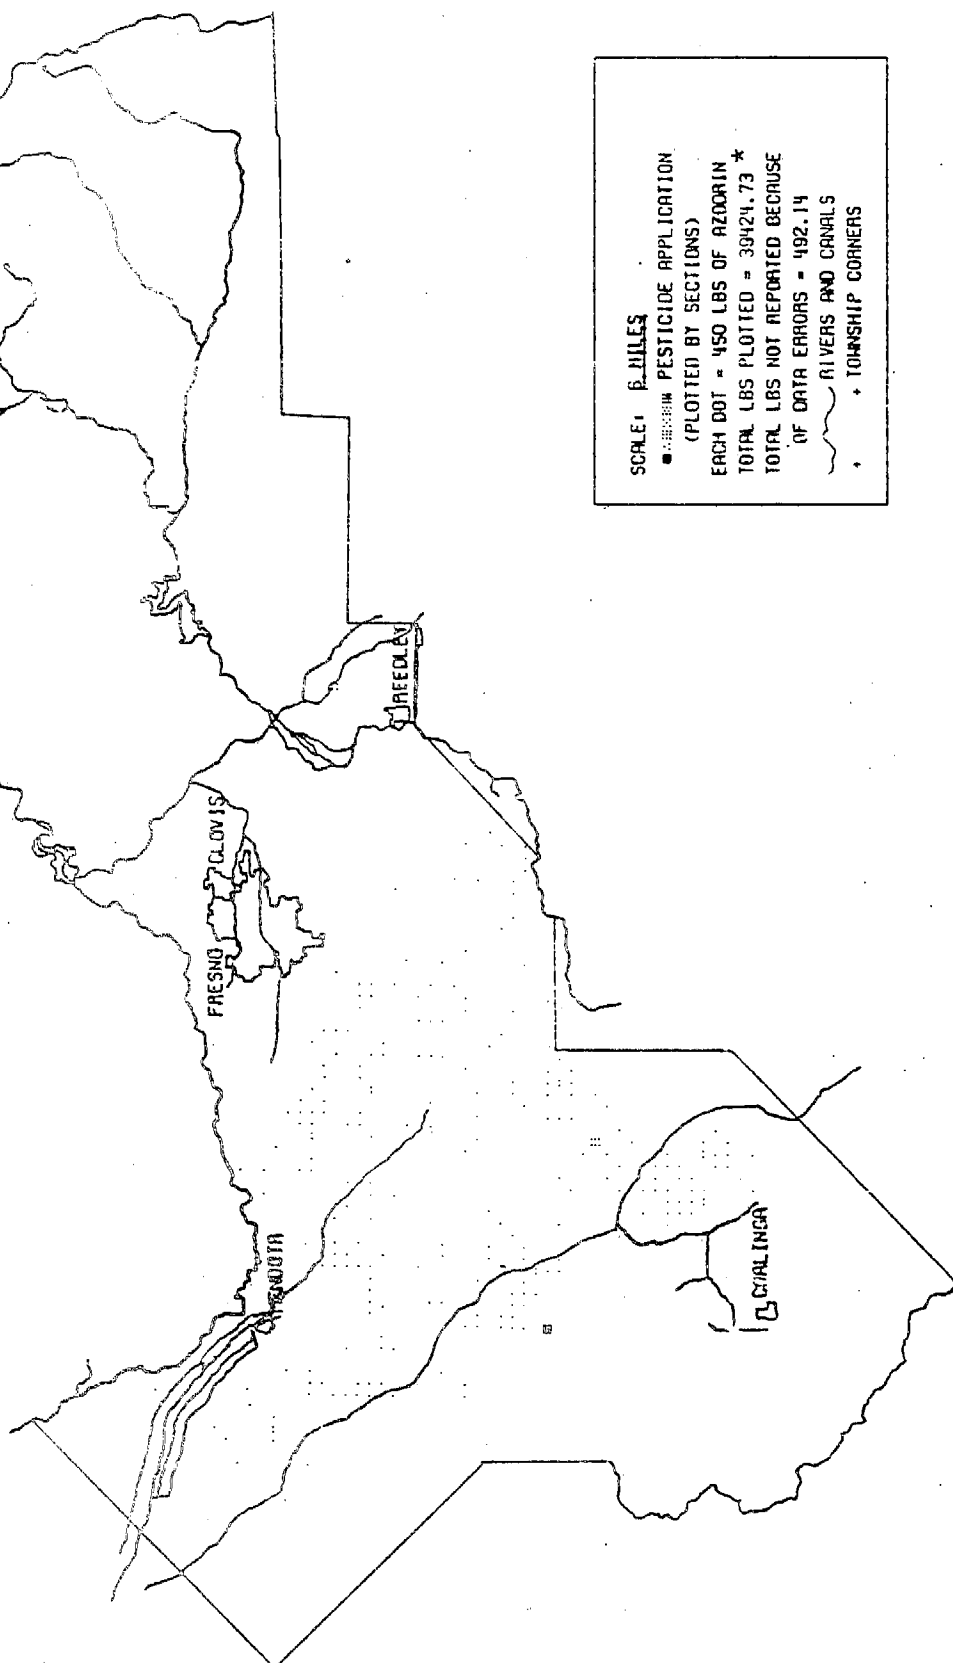 FRESNO
CLOVIS
REEDLEY
MENDOTA
COALINGA
SCALE: 6 MILES
PESTICIDE APPLICATION
(PLOTTED BY SECTIONS)
EACH DOT = 450 LBS OF AZODRIN
TOTAL LBS PLOTTED = 39424.73 *
TOTAL LBS NOT REPORTED BECAUSE
OF DATA ERRORS = 492.14
RIVERS AND CANALS
+ + TOWNSHIP CORNERS